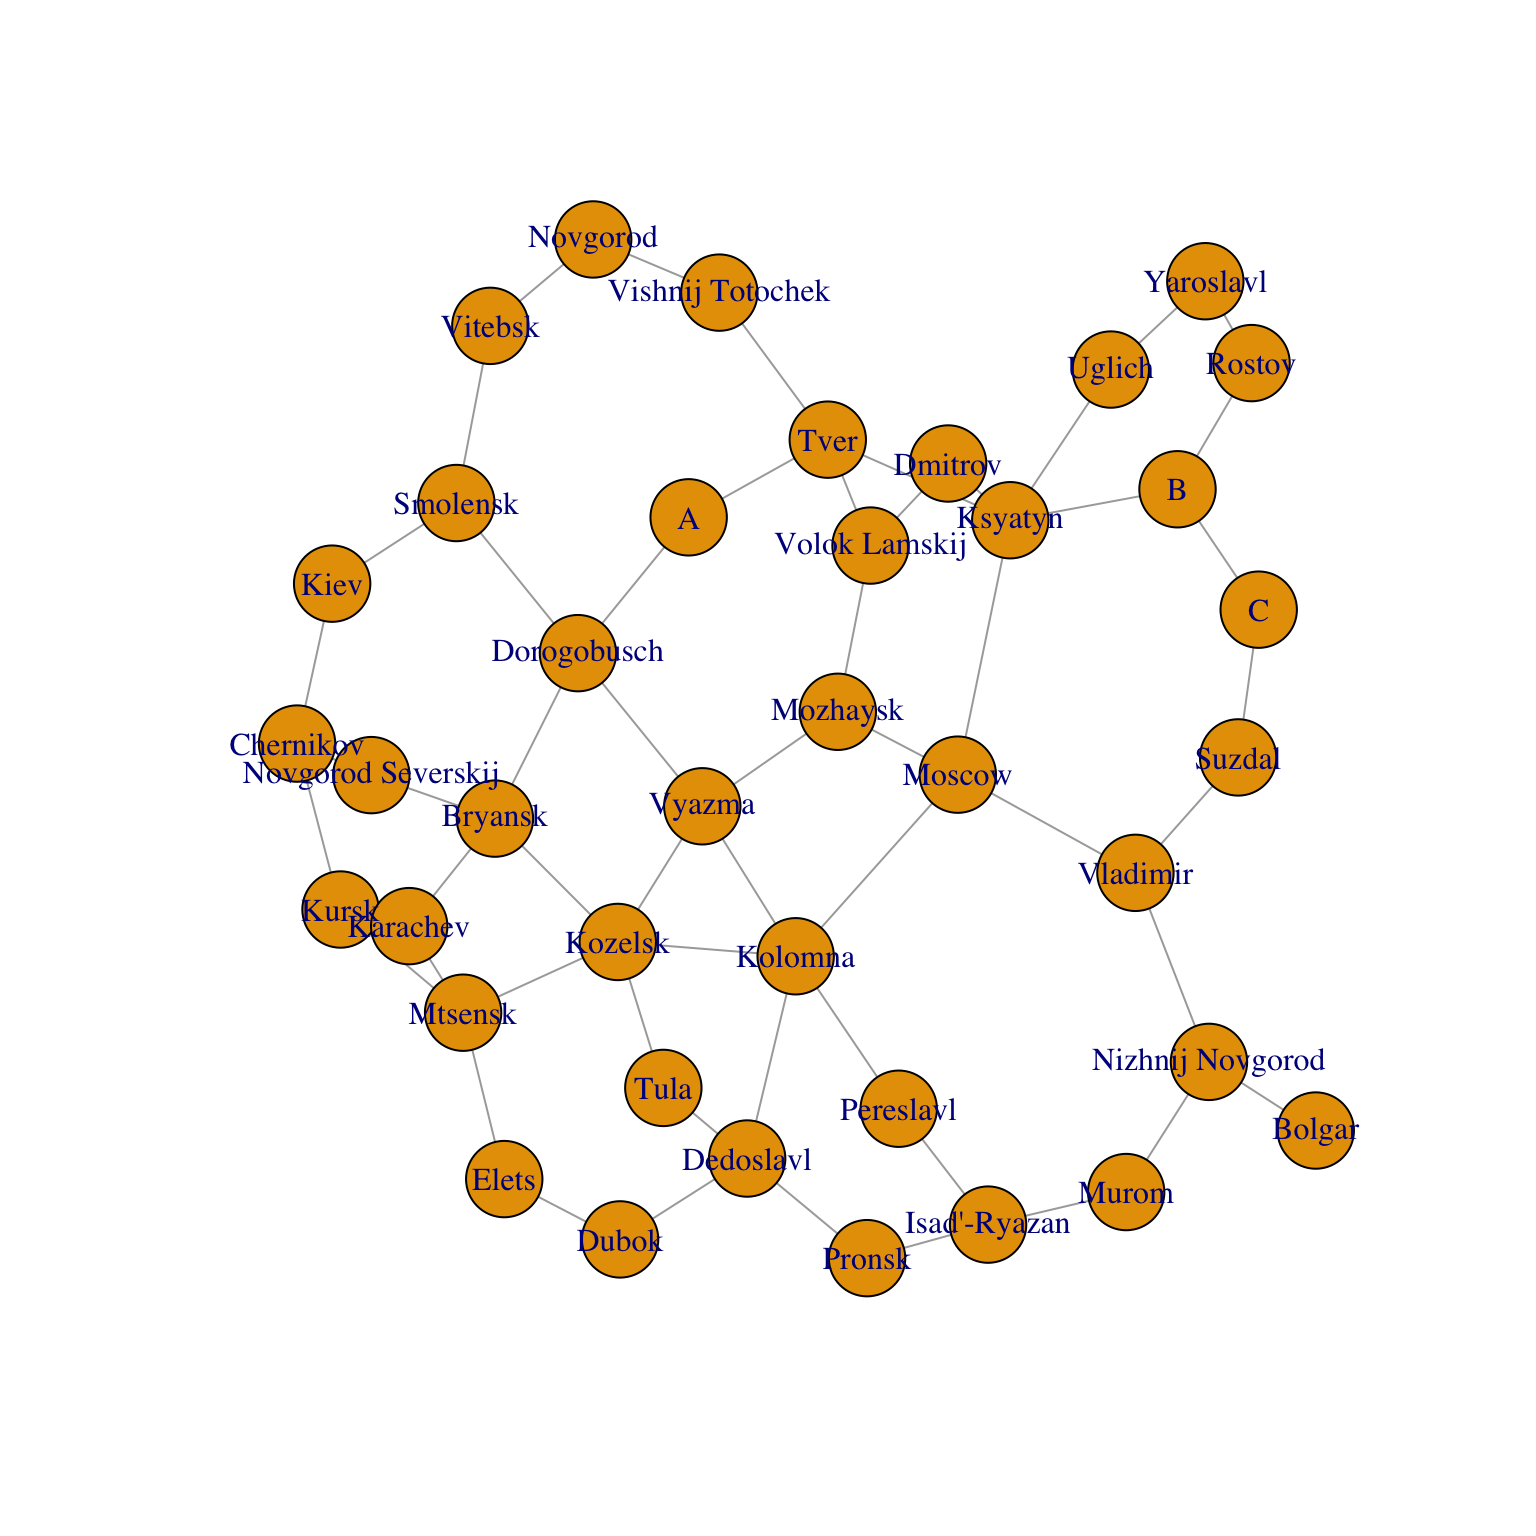 Novgorod
Yaroslavl
Vishnij Totochek
Vitebsk
Uglich
Rostov
Tver
Dmitrov
B
Smolensk
A
Ksyatyn
Volok Lamskij
Kiev
C
Dorogobusch
Mozhaysk
Chernikov
Suzdal
Novgorod Severskij
Moscow
Vyazma
Bryansk
Vladimir
Kursk
Karachev
Kozelsk
Kolomna
Mtsensk
Nizhnij Novgorod
Tula
Pereslavl
Bolgar
Dedoslavl
Elets
Murom
Isad'-Ryazan
Dubok
Pronsk